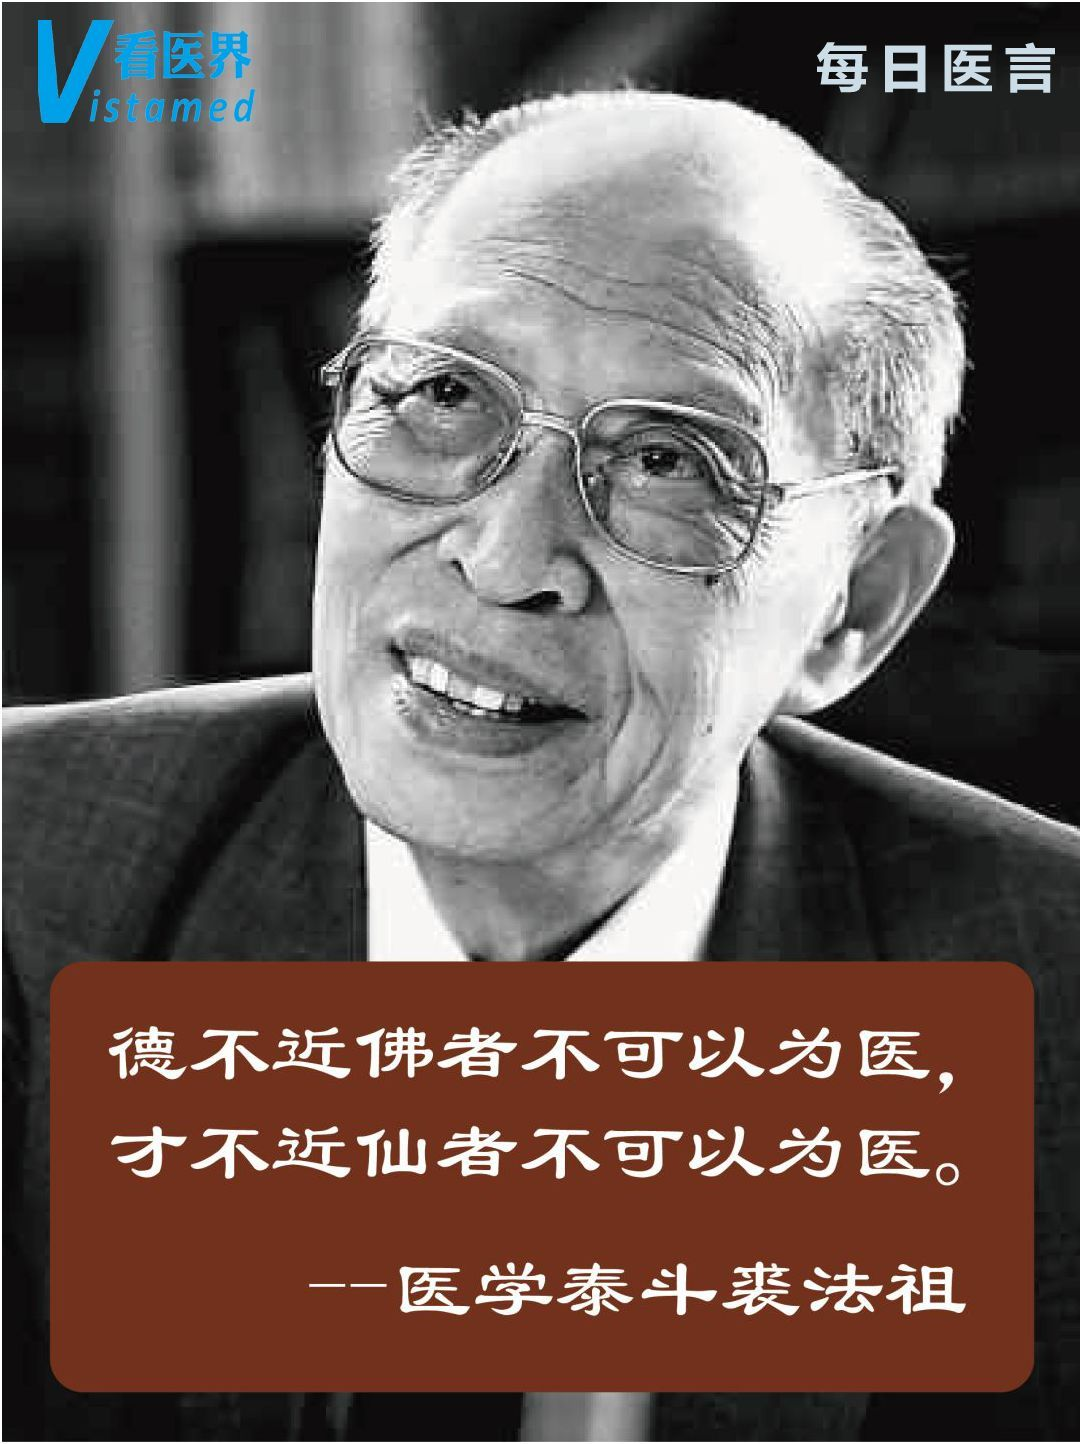 看医界
Vistamed
每日医言
德不近佛者不可以为医，
才不近仙者不可以为医。
--医学泰斗裘法祖